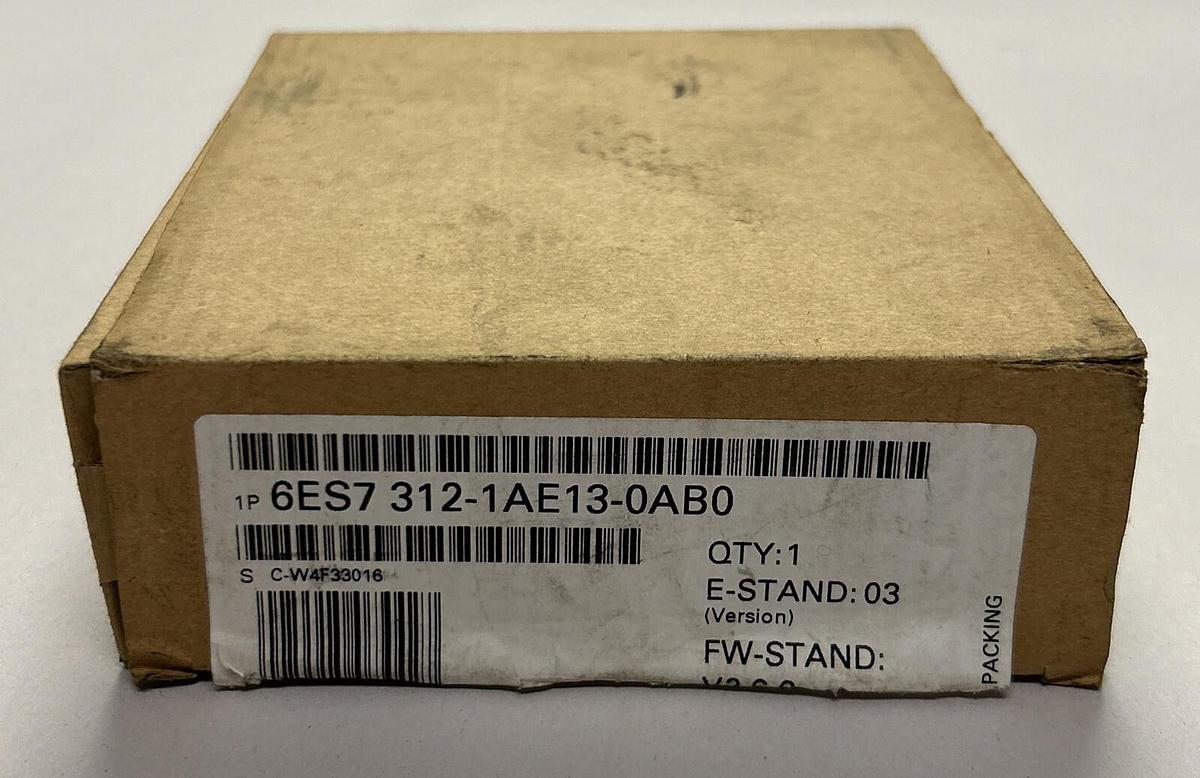 1P 6ES7 312-1AE13-0AB0
S C-W4F33016
QTY:1
E-STAND: 03
(Version)
FW-STAND:
PACKING